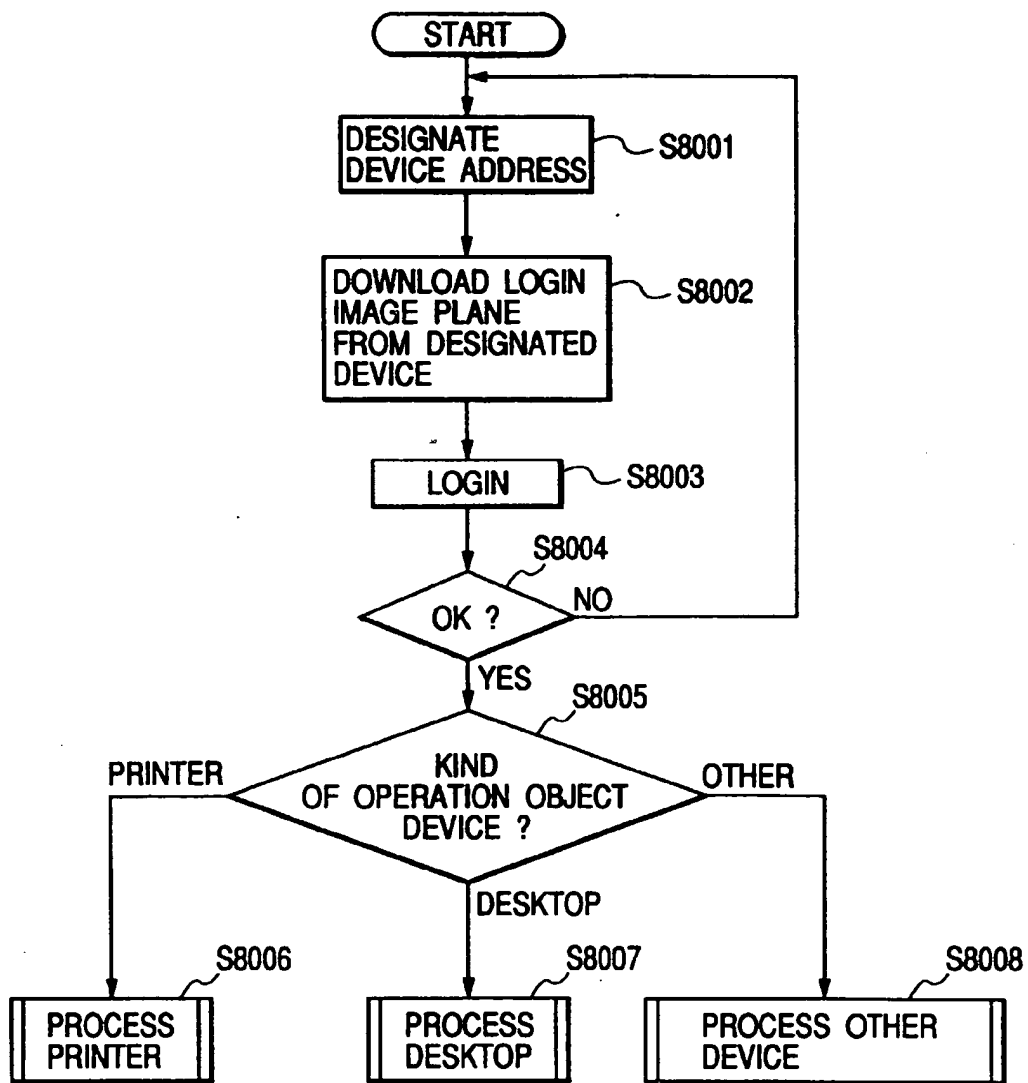 START
DESIGNATE
DEVICE ADDRESS
S8001
DOWNLOAD LOGIN
IMAGE PLANE
FROM DESIGNATED
DEVICE
S8002
LOGIN
S8003
S8004
OK ?
NO
YES
S8005
PRINTER
KIND
OF OPERATION OBJECT
DEVICE ?
OTHER
DESKTOP
S8006
PROCESS
PRINTER
S8007
PROCESS
DESKTOP
S8008
PROCESS OTHER
DEVICE